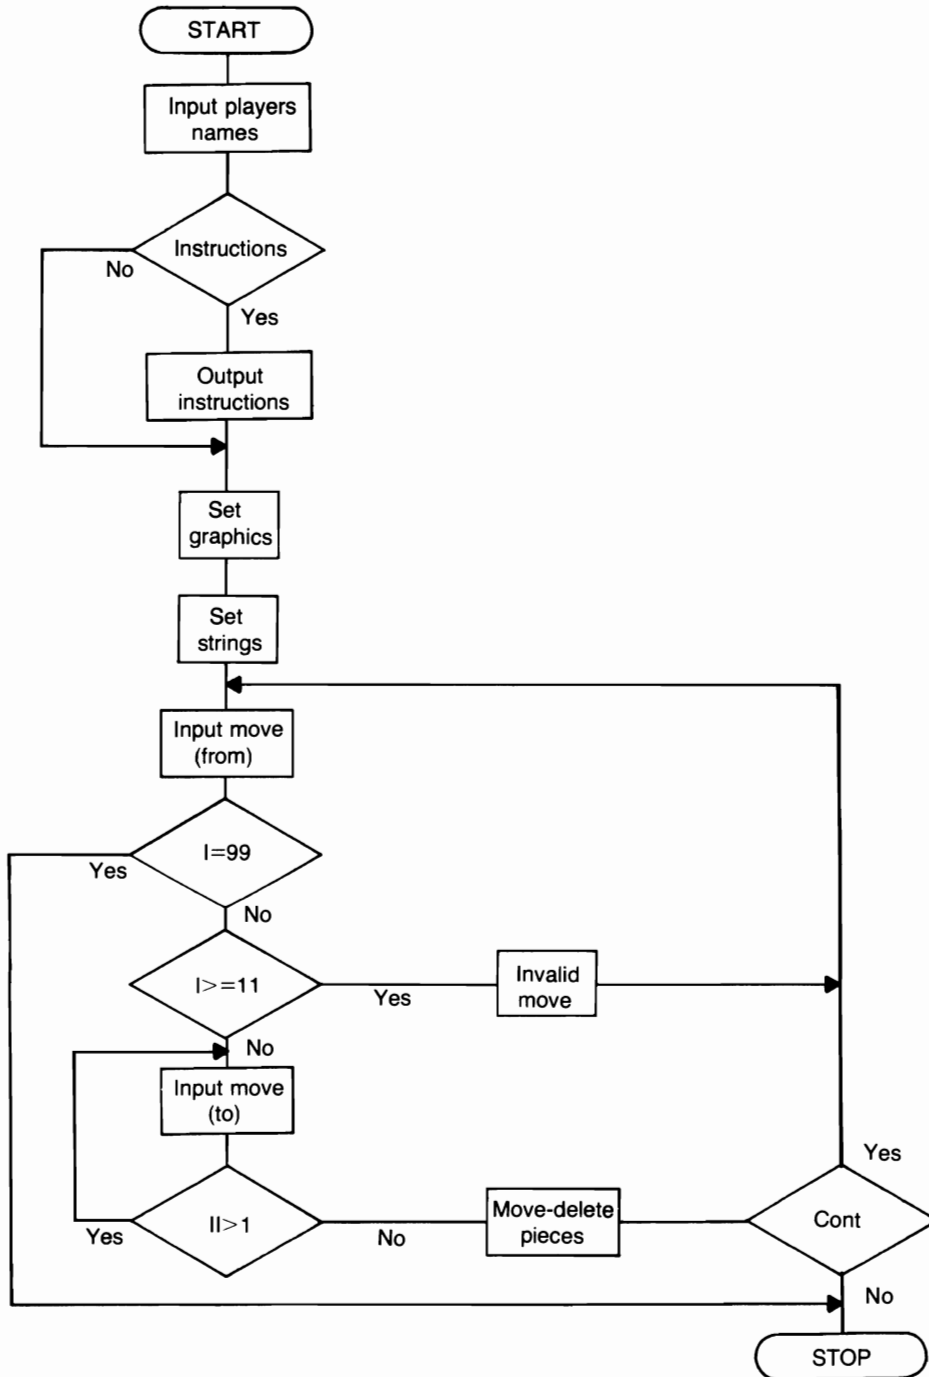 START
Input players
names
Instructions
No
Yes
Output
instructions
Set
graphics
Set
strings
Input move
(from)
I=99
Yes
No
I>=11
Yes
Invalid
move
No
Input move
(to)
II>1
Yes
No
Move-delete
pieces
Cont
Yes
No
STOP